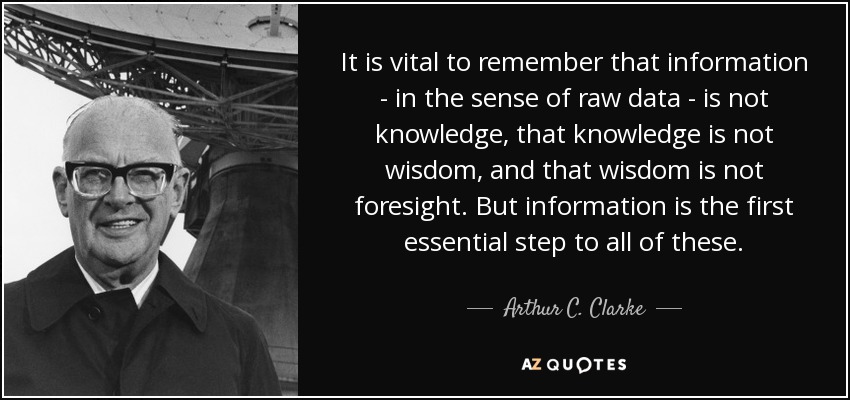 It is vital to remember that information
- in the sense of raw data - is not
knowledge, that knowledge is not
wisdom, and that wisdom is not
foresight. But information is the first
essential step to all of these.
Arthur C. Clarke
AZ QUOTES